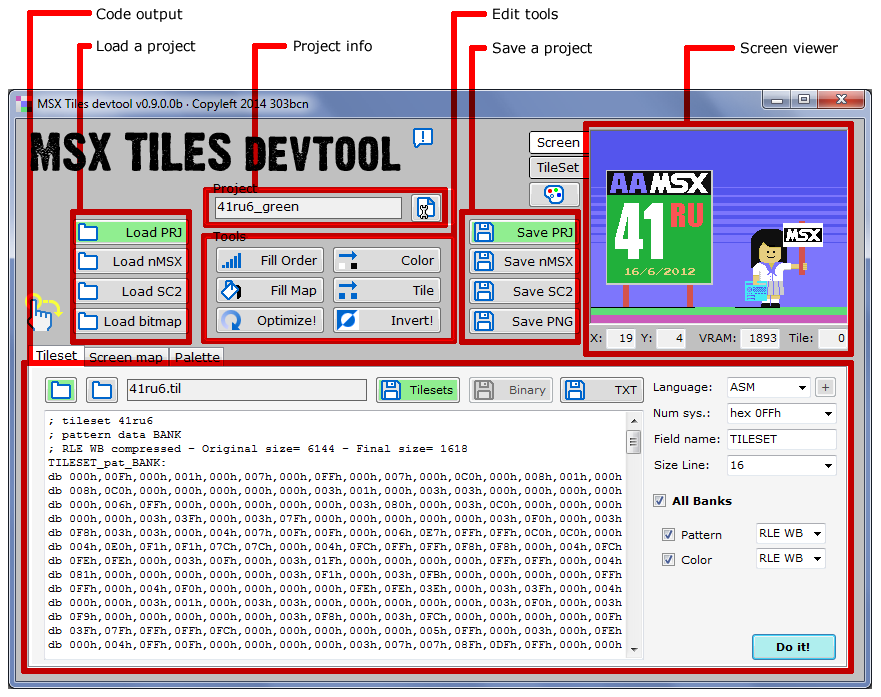 Code output
Edit tools
Load a project
Project info
Save a project
Screen viewer
MSX Tiles devtool v0.9.0.0b · Copyleft 2014 303bcn
MSX TILES DEVTOOL
Screen
TileSet
AAMSX
41RU
16/6/2012
MSX
Project
41ru6_green
Load PRJ
Load nMSX
Load SC2
Load bitmap
Tools
Fill Order
Color
Fill Map
Tile
Optimize!
Invert!
Save PRJ
Save nMSX
Save SC2
Save PNG
X: 19 Y: 4 VRAM: 1893 Tile: 0
Tileset Screen map Palette
41ru6.til
Tilesets
Binary
TXT
; tileset 41ru6
; pattern data BANK
; RLE WB compressed - Original size= 6144 - Final size= 1618
TILESET_pat_BANK:
db 000h,00Fh,000h,001h,000h,007h,000h,0FFh,000h,007h,000h,0C0h,000h,008h,001h,000h
db 008h,0C0h,000h,000h,000h,000h,003h,001h,000h,003h,003h,000h,000h,000h,000h,000h
db 000h,006h,0FFh,000h,000h,000h,000h,003h,080h,000h,003h,0C0h,000h,000h,000h,000h
db 000h,000h,003h,03Fh,000h,003h,07Fh,000h,000h,000h,000h,000h,003h,0F0h,000h,003h
db 0F8h,003h,003h,000h,004h,007h,00Fh,0Fh,000h,006h,0E7h,0FFh,0C0h,0C0h,000h,000h
db 004h,0E0h,0F1h,0F1h,07Ch,07Ch,000h,004h,0FCh,0FFh,0FFh,0F8h,0F8h,000h,004h,0FCh
db 0FEh,0FEh,000h,003h,00Fh,000h,003h,01Fh,000h,000h,000h,000h,0FFh,0FFh,000h,004h
db 081h,000h,000h,000h,000h,003h,0F1h,000h,003h,0FBh,000h,000h,000h,000h,000h,0FFh
db 0FFh,000h,004h,0F0h,000h,000h,000h,000h,0FEh,0FEh,03Eh,000h,003h,03Fh,000h,004h
db 000h,000h,003h,001h,000h,003h,003h,000h,000h,000h,000h,000h,003h,0F0h,000h,003h
db 0F9h,000h,000h,000h,000h,003h,0F8h,000h,003h,0FCh,000h,000h,000h,000h,000h,00Fh
db 03Fh,07Fh,0FFh,0FFh,0FCh,000h,000h,000h,000h,005h,0FFh,000h,003h,000h,000h,0FEh
db 000h,004h,0FFh,0Fh,000h,000h,000h,000h,003h,007h,007h,08Fh,0DFh,0FFh,000h,000h
Language: ASM +
Num sys.: hex 0FFh
Field name: TILESET
Size Line: 16
All Banks
Pattern RLE WB
Color RLE WB
Do it!